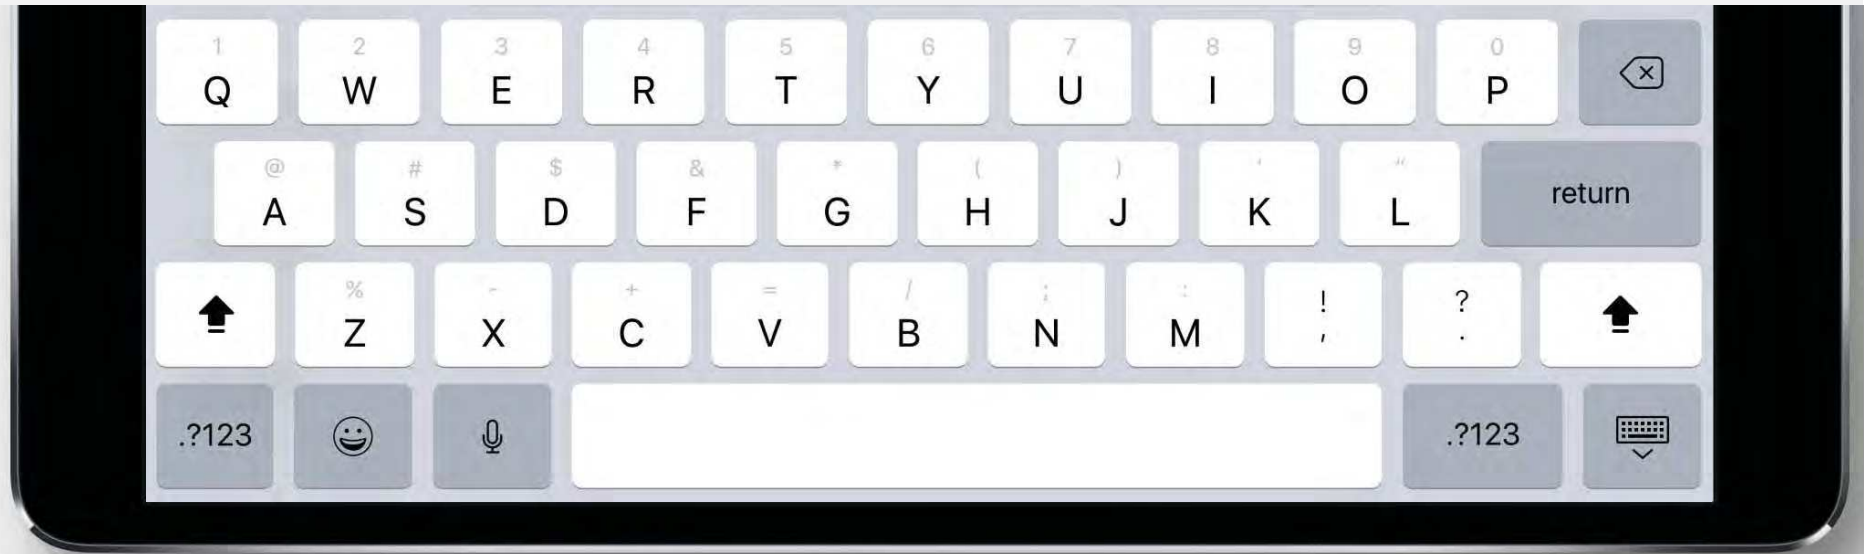 1 2 3 4 5 6 7 8 9 0
Q W E R T Y U I O P
@ # $ & * ( ) ' "
A S D F G H J K L return
% - + = / ; : ! ?
Z X C V B N M , .
.?123 .?123